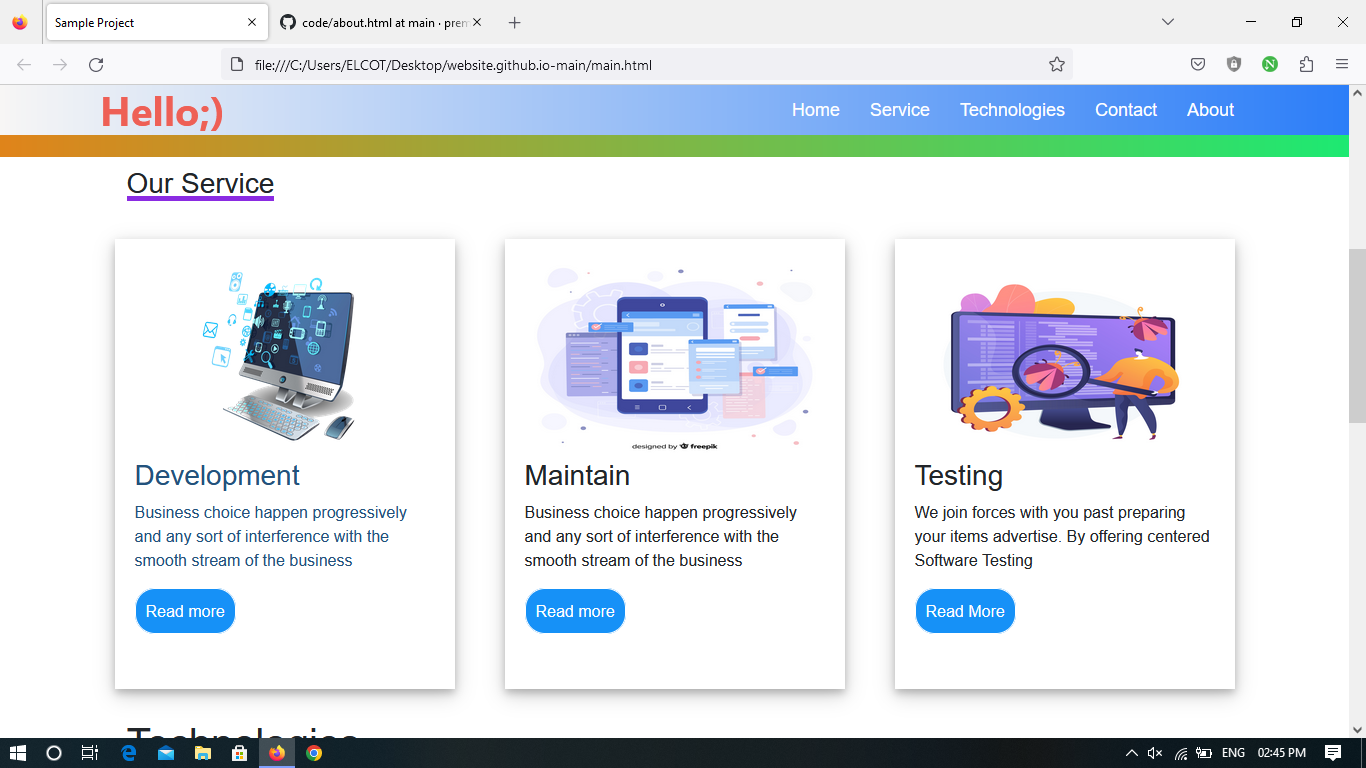 Sample Project
code/about.html at main · prem
file:///C:/Users/ELCOT/Desktop/website.github.io-main/main.html
Hello;)
Home Service Technologies Contact About
Our Service
designed by freepik
Development
Business choice happen progressively
and any sort of interference with the
smooth stream of the business
Read more
Maintain
Business choice happen progressively
and any sort of interference with the
smooth stream of the business
Read more
Testing
We join forces with you past preparing
your items advertise. By offering centered
Software Testing
Read More
Technologies
ENG 02:45 PM